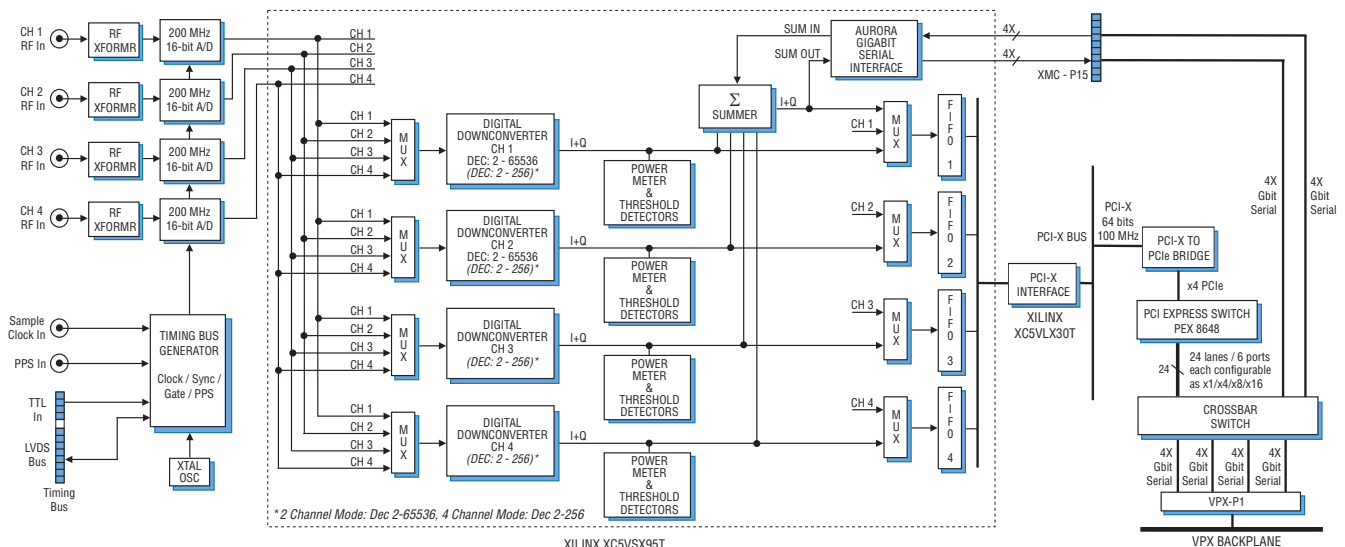 CH 1
RF In
RF
XFORMR
200 MHz
16-bit A/D
CH 2
RF In
RF
XFORMR
200 MHz
16-bit A/D
CH 3
RF In
RF
XFORMR
200 MHz
16-bit A/D
CH 4
RF In
RF
XFORMR
200 MHz
16-bit A/D
Sample
Clock In
PPS In
TTL
In
LVDS
Bus
Timing
Bus
TIMING BUS
GENERATOR
Clock / Sync /
Gate / PPS
XTAL
OSC
CH 1
CH 2
CH 3
CH 4
SUM IN
SUM OUT
AURORA
GIGABIT
SERIAL
INTERFACE
4X
4X
XMC - P15
Σ
SUMMER
I+Q
CH 1
CH 2
CH 3
CH 4
MUX
DIGITAL
DOWNCONVERTER
CH 1
DEC: 2 - 65536
(DEC: 2 - 256)*
I+Q
POWER
METER
&
THRESHOLD
DETECTORS
CH 1
MUX
FIFO 1
CH 1
CH 2
CH 3
CH 4
MUX
DIGITAL
DOWNCONVERTER
CH 2
DEC: 2 - 65536
(DEC: 2 - 256)*
I+Q
POWER
METER
&
THRESHOLD
DETECTORS
CH 2
MUX
FIFO 2
CH 1
CH 2
CH 3
CH 4
MUX
DIGITAL
DOWNCONVERTER
CH 3
(DEC: 2 - 256)*
I+Q
POWER
METER
&
THRESHOLD
DETECTORS
CH 3
MUX
FIFO 3
CH 1
CH 2
CH 3
CH 4
MUX
DIGITAL
DOWNCONVERTER
CH 4
(DEC: 2 - 256)*
I+Q
POWER
METER
&
THRESHOLD
DETECTORS
CH 4
MUX
FIFO 4
* 2 Channel Mode: Dec 2-65536, 4 Channel Mode: Dec 2-256
XILINX XC5VSX95T
PCI-X
INTERFACE
XILINX
XC5VLX30T
PCI-X BUS
PCI-X
64 bits
100 MHz
PCI-X TO
PCIe BRIDGE
x4 PCIe
PCI EXPRESS SWITCH
PEX 8648
24
24 lanes / 6 ports
each configurable
as x1/x4/x8/x16
4X
Gbit
Serial
4X
Gbit
Serial
CROSSBAR
SWITCH
4X
Gbit
Serial
4X
Gbit
Serial
4X
Gbit
Serial
4X
Gbit
Serial
VPX-P1
VPX BACKPLANE